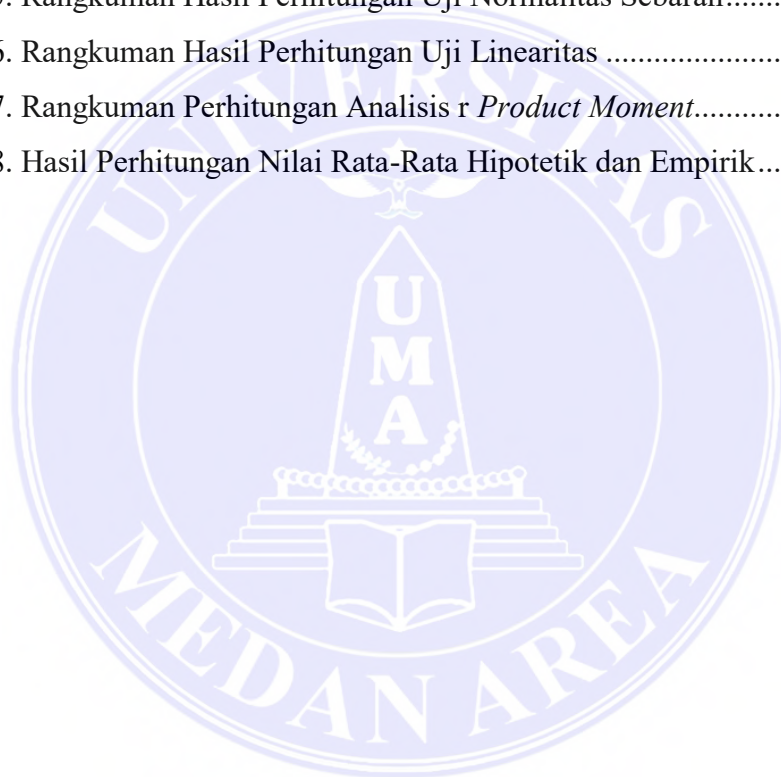 . Rangkuman Hasil Perhitungan Uji Normalitas Sebaran......
6. Rangkuman Hasil Perhitungan Uji Linearitas ......................
7. Rangkuman Perhitungan Analisis r Product Moment...........
8. Hasil Perhitungan Nilai Rata-Rata Hipotetik dan Empirik...
UNIVERSITAS
U
M
A
MEDAN AREA